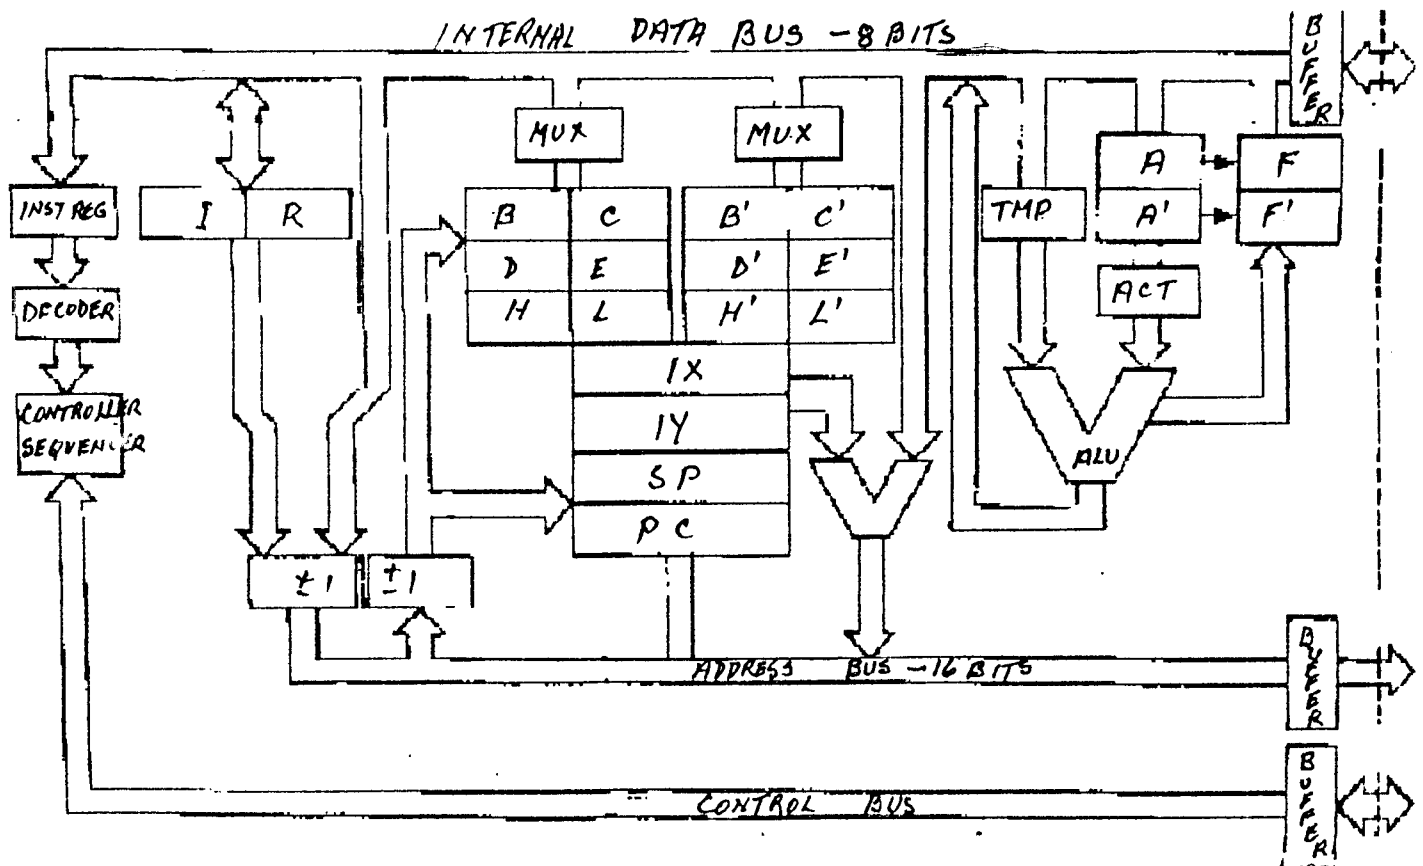 INTERNAL DATA BUS - 8 BITS
BUFFER
MUX
MUX
INST REG
I
R
B
C
D
E
H
L
B'
C'
D'
E'
H'
L'
TMP
A
F
A'
F'
ACT
DECODER
CONTROLLER
SEQUENCER
IX
IY
SP
PC
ALU
± 1
± 1
ADDRESS BUS - 16 BITS
BUFFER
CONTROL BUS
BUFFER